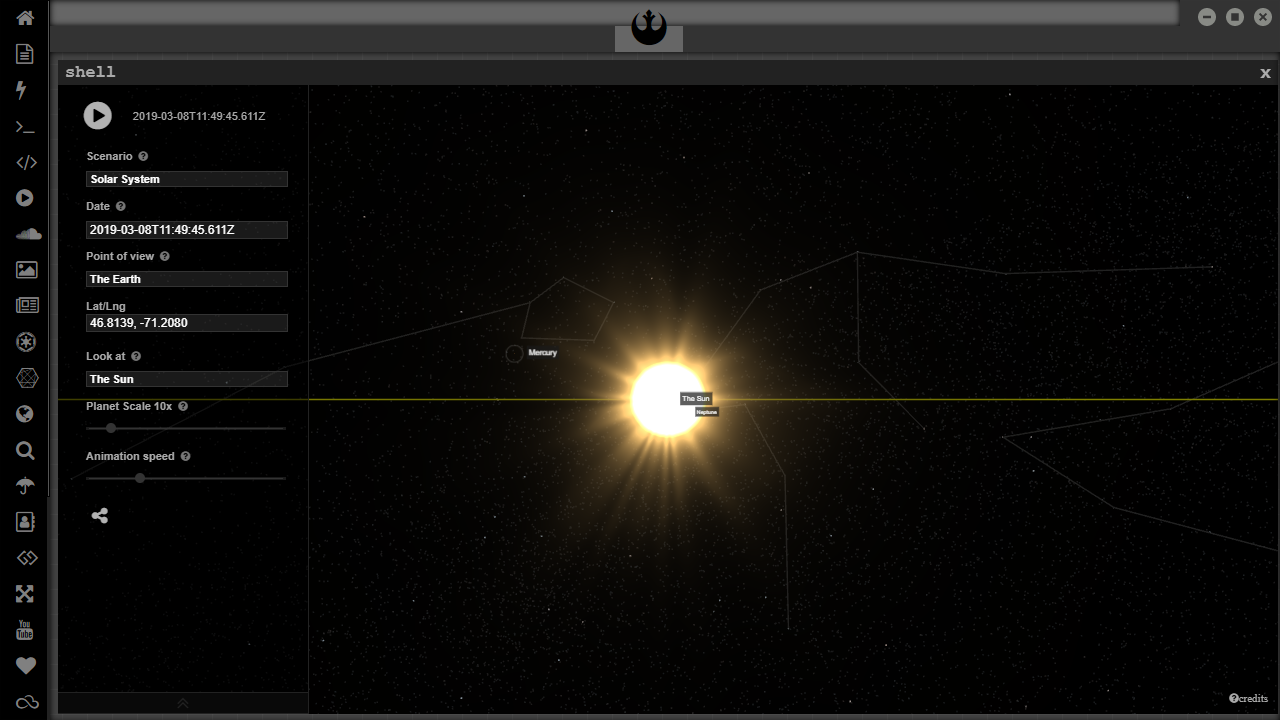 shell
x
2019-03-08T11:49:45.611Z
Scenario
Solar System
Date
2019-03-08T11:49:45.611Z
Point of view
The Earth
Lat/Lng
46.8139, -71.2080
Look at
The Sun
Planet Scale 10x
Animation speed
Mercury
The Sun
Neptune
credits
You
Tube